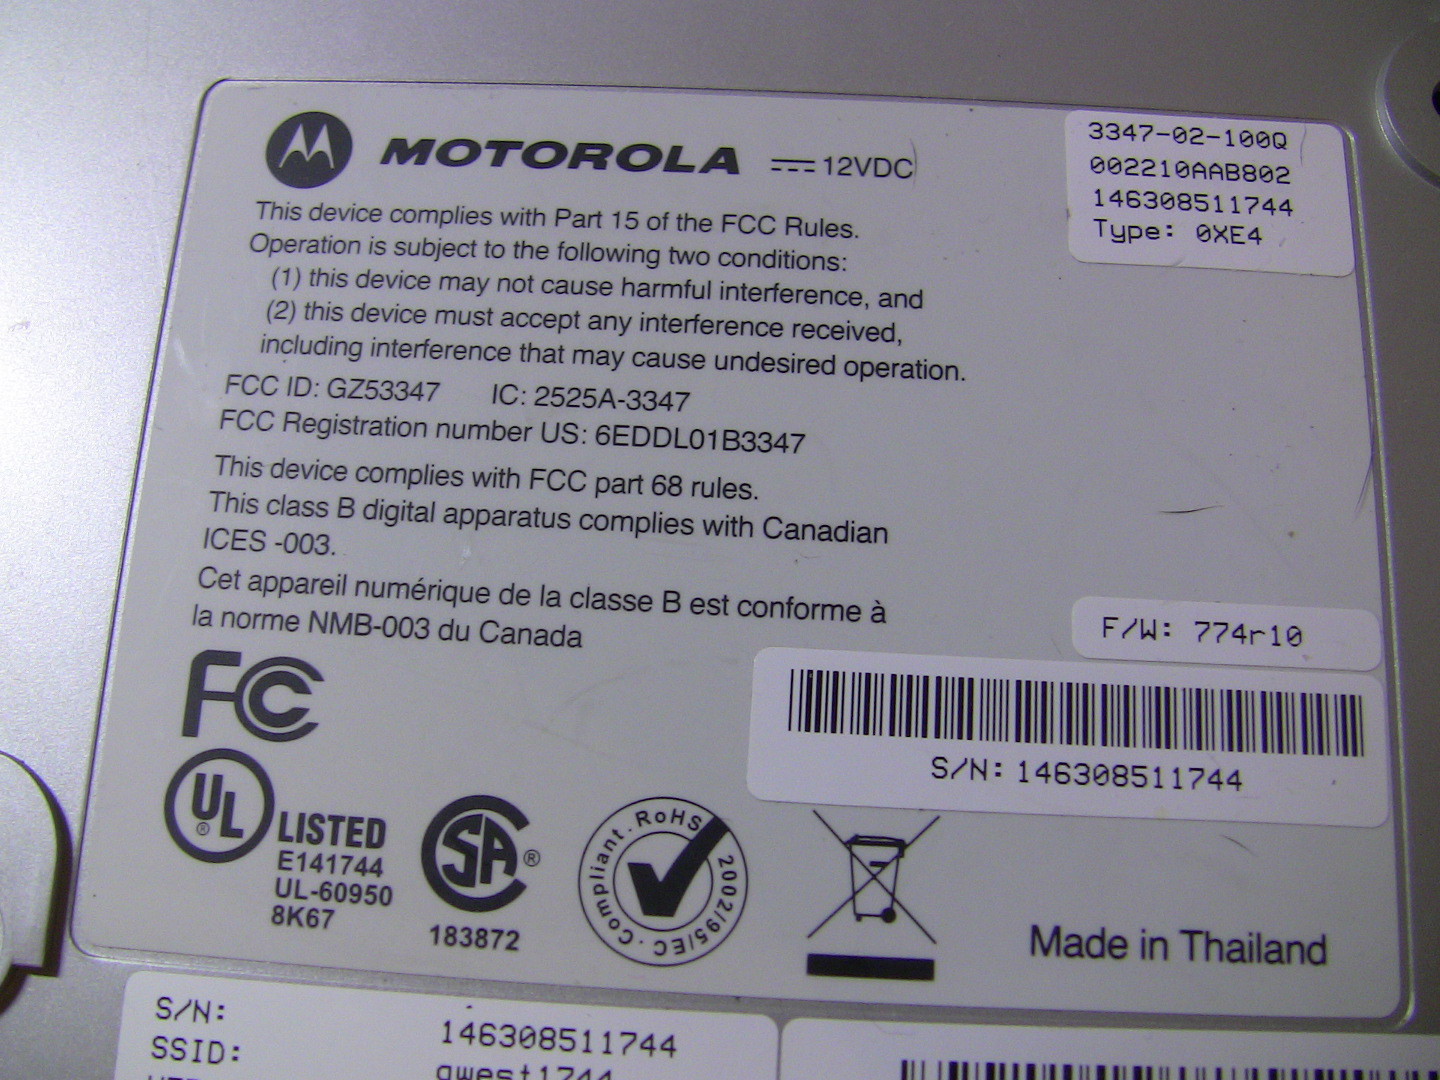 MOTOROLA 12VDC
3347-02-100Q
002210AAB802
146308511744
Type: 0XE4
This device complies with Part 15 of the FCC Rules.
Operation is subject to the following two conditions:
(1) this device may not cause harmful interference, and
(2) this device must accept any interference received,
including interference that may cause undesired operation.
FCC ID: GZ53347 IC: 2525A-3347
FCC Registration number US: 6EDDL01B3347
This device complies with FCC part 68 rules.
This class B digital apparatus complies with Canadian
ICES -003.
Cet appareil numérique de la classe B est conforme à
la norme NMB-003 du Canada
F/W: 774r10
S/N: 146308511744
FC
UL ®
LISTED
E141744
UL-60950
8K67
SA ®
183872
Compliant . RoHS 2002/95/EC .
Made in Thailand
S/N: 146308511744
SSID: qwest1744